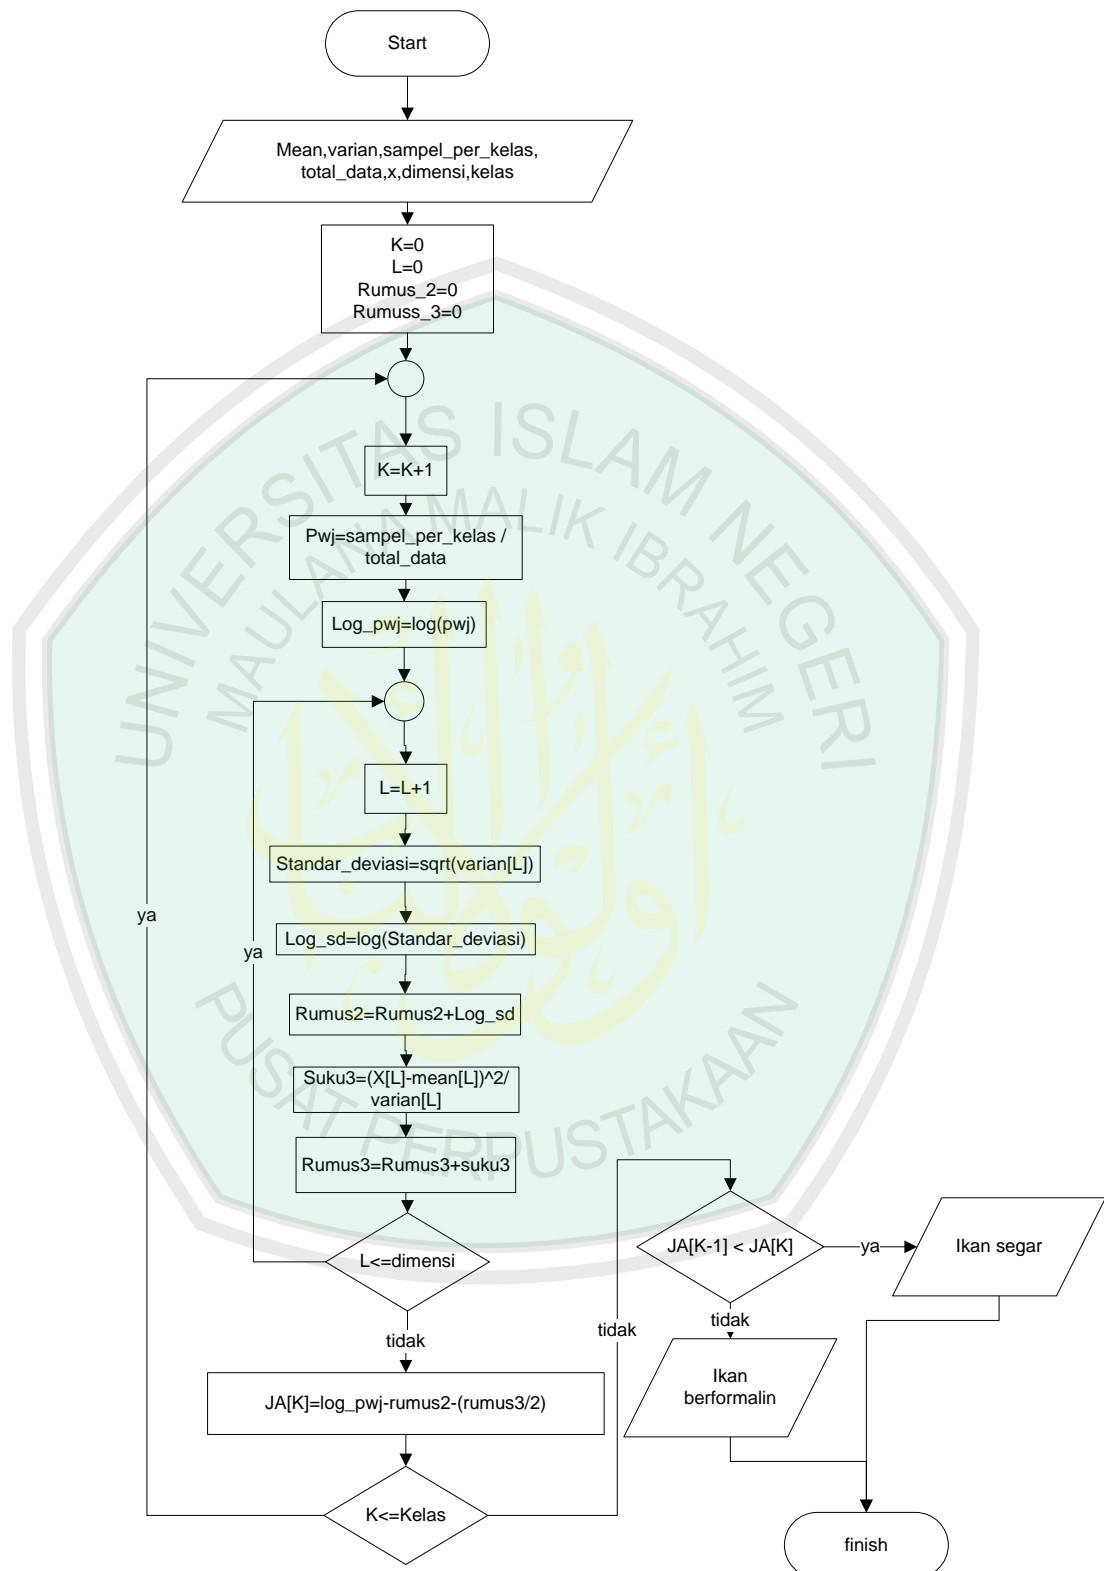 Start
Mean,varian,sampel_per_kelas,
total_data,x,dimensi,kelas
K=0
L=0
Rumus_2=0
Rumuss_3=0
K=K+1
Pwj=sampel_per_kelas /
total_data
Log_pwj=log(pwj)
L=L+1
Standar_deviasi=sqrt(varian[L])
ya
ya
Log_sd=log(Standar_deviasi)
Rumus2=Rumus2+Log_sd
Suku3=(X[L]-mean[L])^2/
varian[L]
Rumus3=Rumus3+suku3
L<=dimensi
tidak
JA[K]=log_pwj-rumus2-(rumus3/2)
K<=Kelas
tidak
JA[K-1] < JA[K]
ya
Ikan segar
tidak
Ikan
berformalin
finish
UNIVERSITAS ISLAM NEGERI
MAULANA MALIK IBRAHIM
PUSAT PERPUSTAKAAN